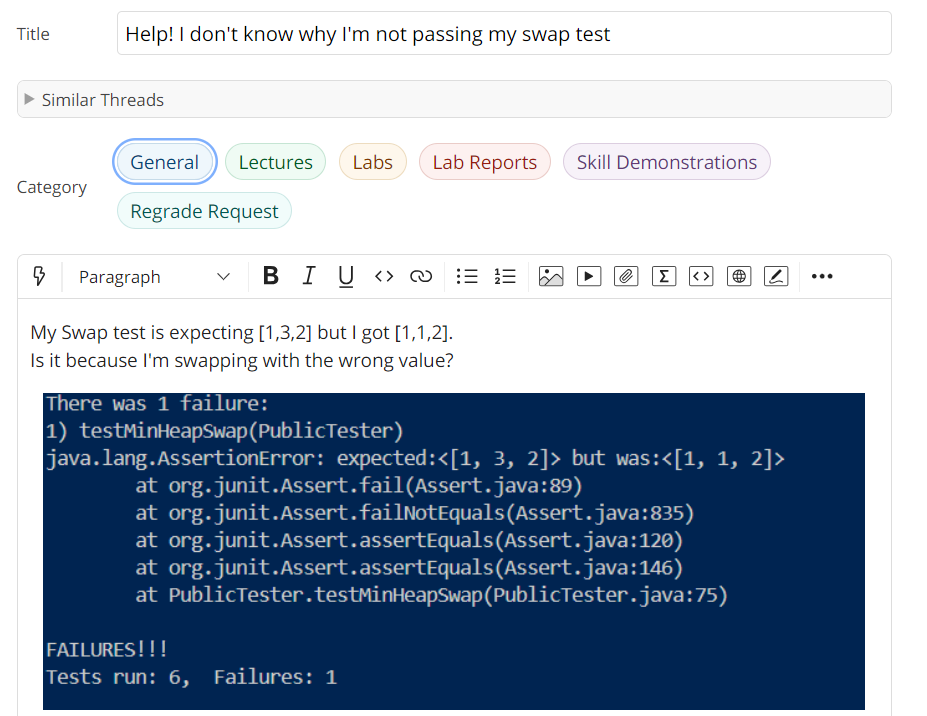 Title
Help! I don't know why I'm not passing my swap test
Similar Threads
Category
General Lectures Labs Lab Reports Skill Demonstrations
Regrade Request
Paragraph B I U <> Σ
My Swap test is expecting [1,3,2] but I got [1,1,2].
Is it because I'm swapping with the wrong value?
There was 1 failure:
1) testMinHeapSwap(PublicTester)
java.lang.AssertionError: expected:<[1, 3, 2]> but was:<[1, 1, 2]>
at org.junit.Assert.fail(Assert.java:89)
at org.junit.Assert.failNotEquals(Assert.java:835)
at org.junit.Assert.assertEquals(Assert.java:120)
at org.junit.Assert.assertEquals(Assert.java:146)
at PublicTester.testMinHeapSwap(PublicTester.java:75)
FAILURES!!!
Tests run: 6,  Failures: 1